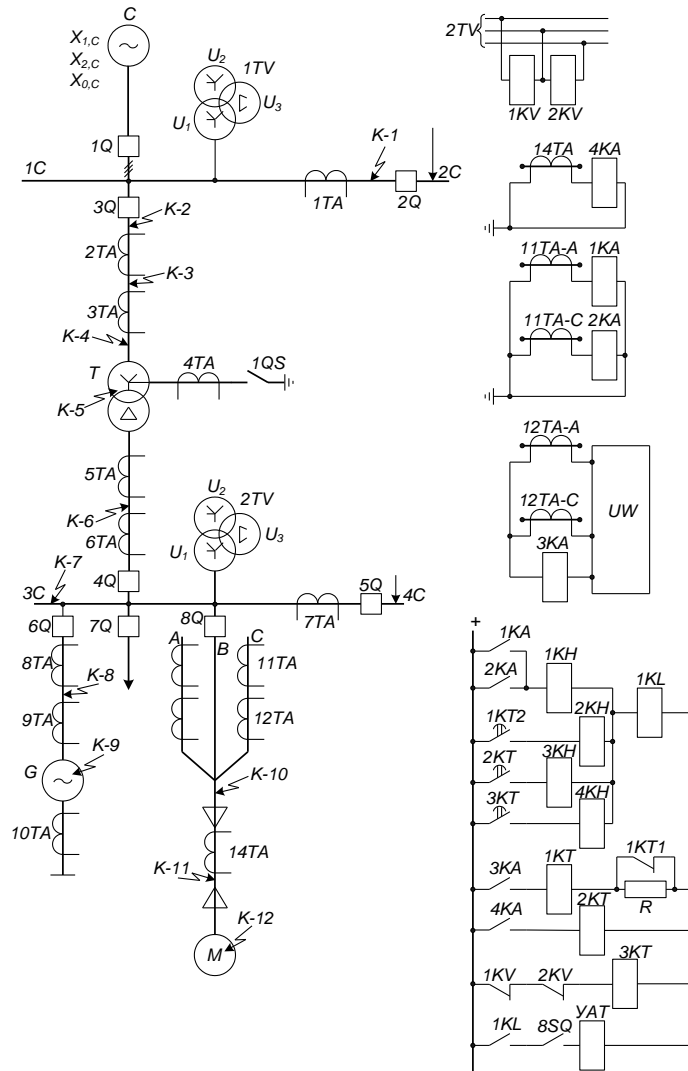 C
X1,C
X2,C
X0,C
1Q
U2
1TV
U3
U1
K-1
1C
2C
1TA
2Q
3Q
K-2
2TA
K-3
3TA
K-4
T
4TA
1QS
K-5
5TA
K-6
6TA
U2
2TV
U3
U1
K-7
4Q
3C
5Q
4C
7TA
6Q
7Q
8Q
A
B
C
8TA
K-8
11TA
9TA
12TA
G
K-9
K-10
10TA
14TA
K-11
K-12
M
2TV
1KV
2KV
14TA
4KA
11TA-A
1KA
11TA-C
2KA
12TA-A
12TA-C
UW
3KA
+
1KA
1KH
1KL
2KA
2KH
1KT2
3KH
2KT
4KH
3KT
1KT1
3KA
1KT
R
4KA
2KT
3KT
1KV
2KV
1KL
8SQ
УАТ